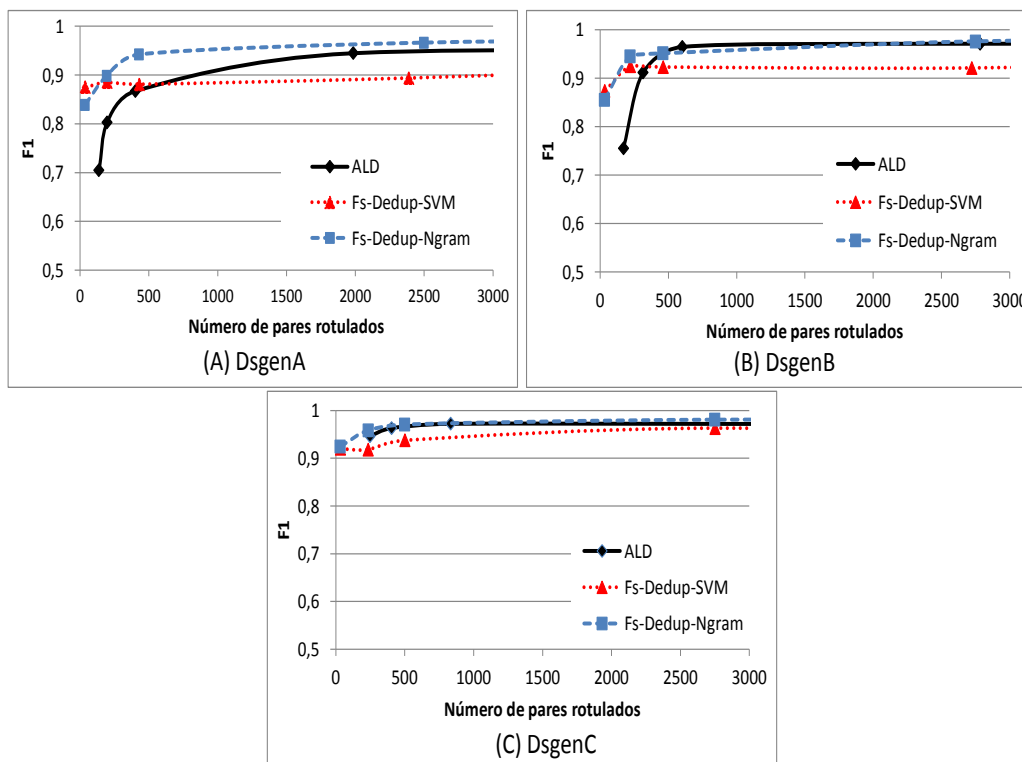 1
0,9
0,8
0,7
0,6
0,5
F1
0 500 1000 1500 2000 2500 3000
Número de pares rotulados
ALD
Fs-Dedup-SVM
Fs-Dedup-Ngram
(A) DsgenA
1
0,9
0,8
0,7
0,6
0,5
F1
0 500 1000 1500 2000 2500 3000
Número de pares rotulados
ALD
Fs-Dedup-SVM
Fs-Dedup-Ngram
(B) DsgenB
1
0,9
0,8
0,7
0,6
0,5
F1
0 500 1000 1500 2000 2500 3000
Número de pares rotulados
ALD
Fs-Dedup-SVM
Fs-Dedup-Ngram
(C) DsgenC